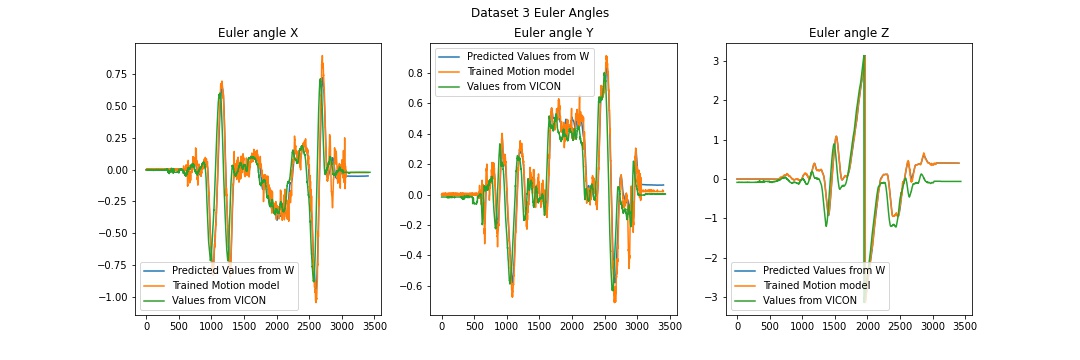 Dataset 3 Euler Angles
Euler angle X
0.75
0.50
0.25
0.00
−0.25
−0.50
−0.75
−1.00
Predicted Values from W
Trained Motion model
Values from VICON
0 500 1000 1500 2000 2500 3000 3500
Euler angle Y
0.8
0.6
0.4
0.2
0.0
−0.2
−0.4
−0.6
Predicted Values from W
Trained Motion model
Values from VICON
0 500 1000 1500 2000 2500 3000 3500
Euler angle Z
3
2
1
0
−1
−2
−3
Predicted Values from W
Trained Motion model
Values from VICON
0 500 1000 1500 2000 2500 3000 3500